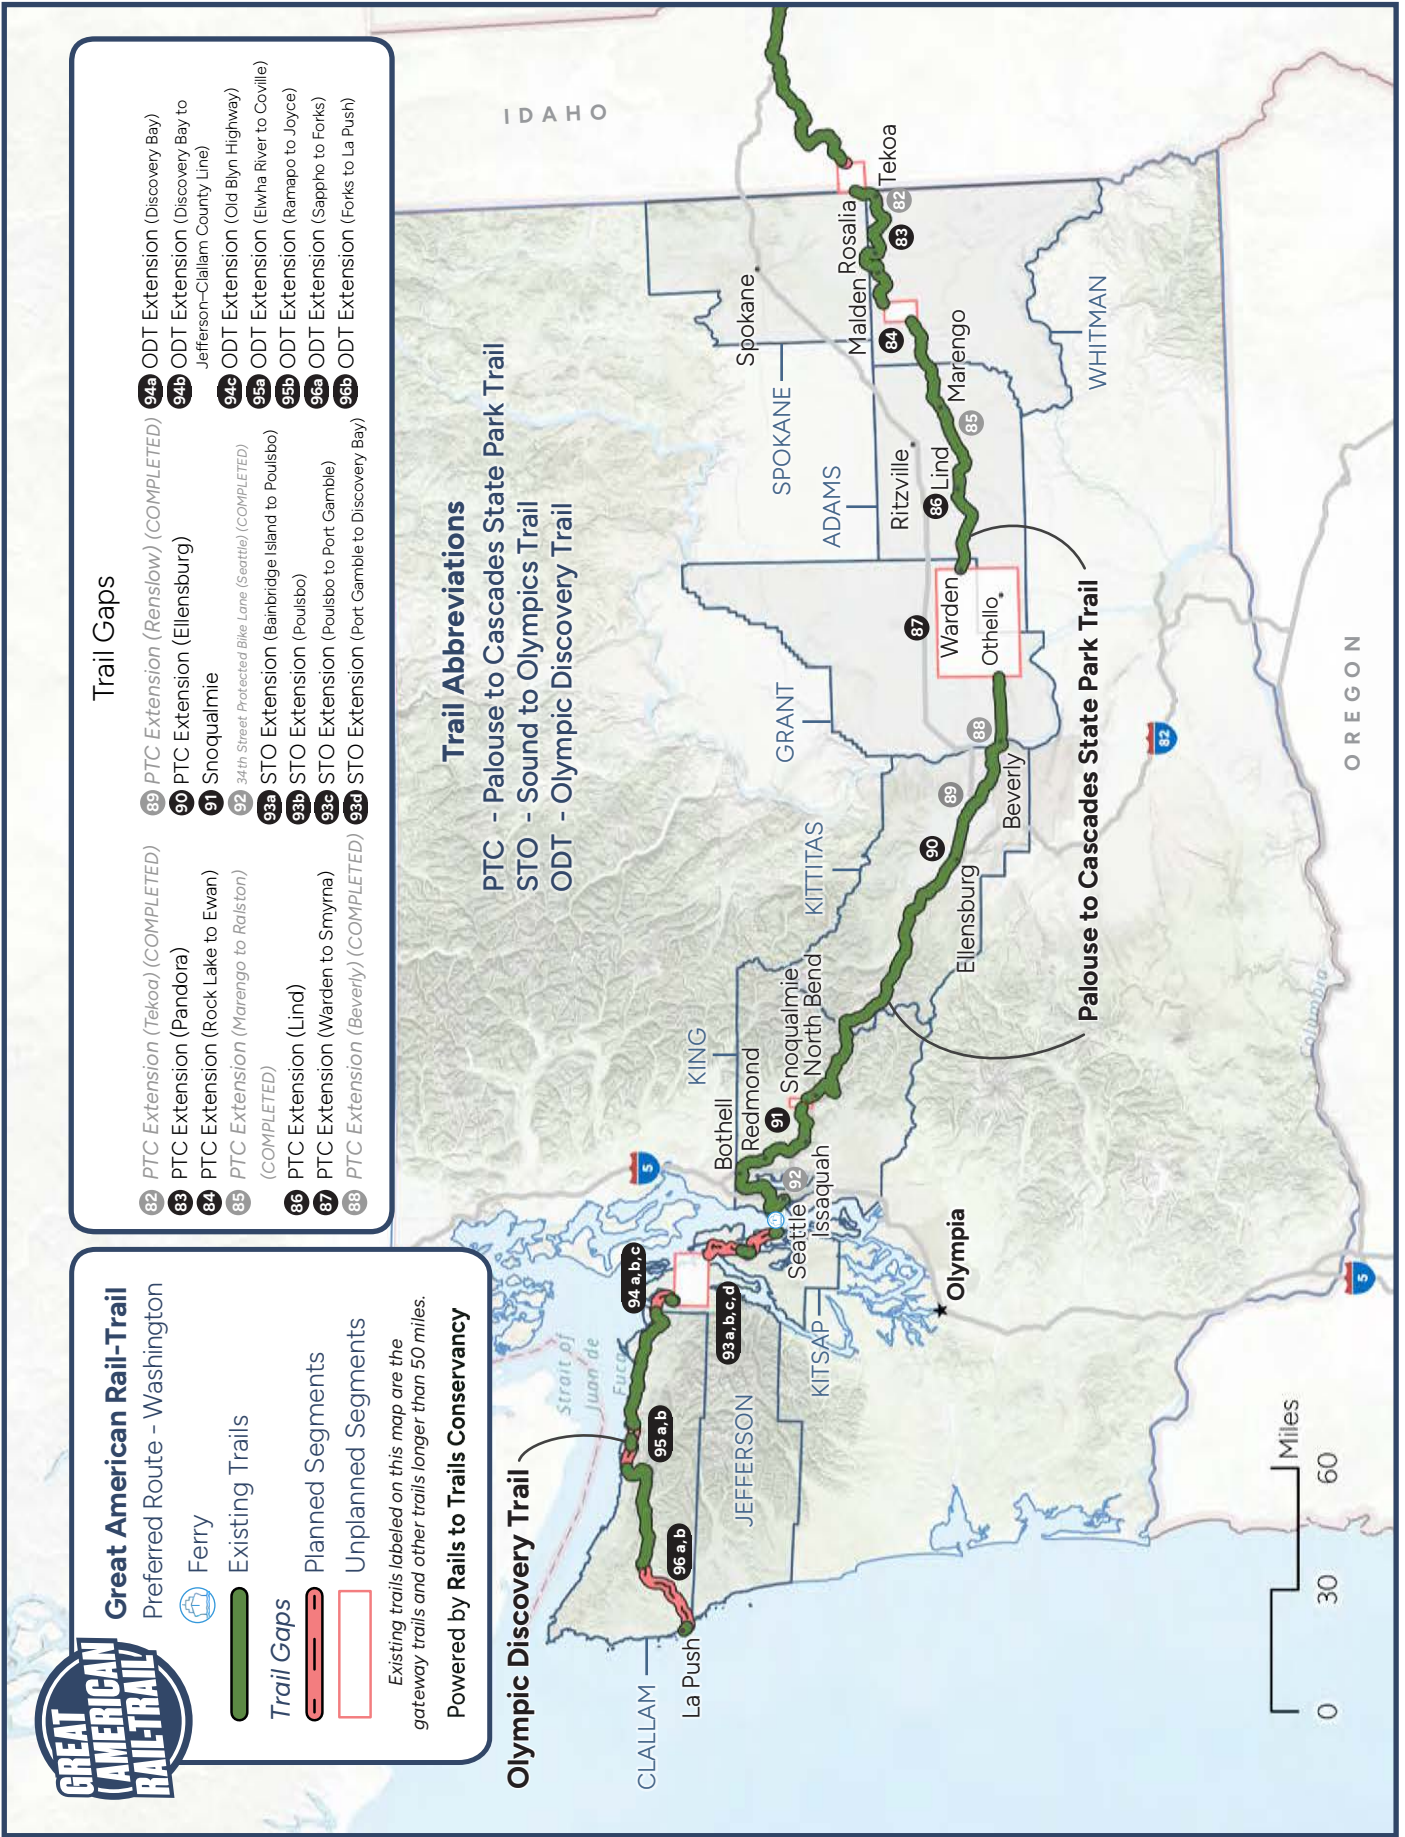 GREAT
AMERICAN
RAIL-TRAIL
Great American Rail-Trail
Preferred Route - Washington
Ferry
Existing Trails
Trail Gaps
Planned Segments
Unplanned Segments
Existing trails labeled on this map are the
gateway trails and other trails longer than 50 miles.
Powered by Rails to Trails Conservancy
Trail Gaps
82 PTC Extension (Tekoa) (COMPLETED)
83 PTC Extension (Pandora)
84 PTC Extension (Rock Lake to Ewan)
85 PTC Extension (Marengo to Ralston)
(COMPLETED)
86 PTC Extension (Lind)
87 PTC Extension (Warden to Smyrna)
88 PTC Extension (Beverly) (COMPLETED)
89 PTC Extension (Renslow) (COMPLETED)
90 PTC Extension (Ellensburg)
91 Snoqualmie
92 34th Street Protected Bike Lane (Seattle) (COMPLETED)
93a STO Extension (Bainbridge Island to Poulsbo)
93b STO Extension (Poulsbo)
93c STO Extension (Poulsbo to Port Gamble)
93d STO Extension (Port Gamble to Discovery Bay)
94a ODT Extension (Discovery Bay)
94b ODT Extension (Discovery Bay to
Jefferson–Clallam County Line)
94c ODT Extension (Old Blyn Highway)
95a ODT Extension (Elwha River to Coville)
95b ODT Extension (Ramapo to Joyce)
96a ODT Extension (Sappho to Forks)
96b ODT Extension (Forks to La Push)
Trail Abbreviations
PTC - Palouse to Cascades State Park Trail
STO - Sound to Olympics Trail
ODT - Olympic Discovery Trail
Olympic Discovery Trail
Strait of
Juan de
Fuca
CLALLAM
La Push
96 a,b
95 a,b
JEFFERSON
94 a,b,c
93 a,b,c,d
KITSAP
Olympia
5
5
Seattle
Issaquah
92
Bothell
Redmond
91
KING
Snoqualmie
North Bend
KITTITAS
Ellensburg
90
89
Beverly
88
GRANT
87
Warden
Othello
Palouse to Cascades State Park Trail
82
ADAMS
Ritzville
86
Lind
85
Marengo
SPOKANE
Spokane
84
Malden
Rosalia
83
82
Tekoa
WHITMAN
IDAHO
OREGON
Columbia
0
30
60
Miles